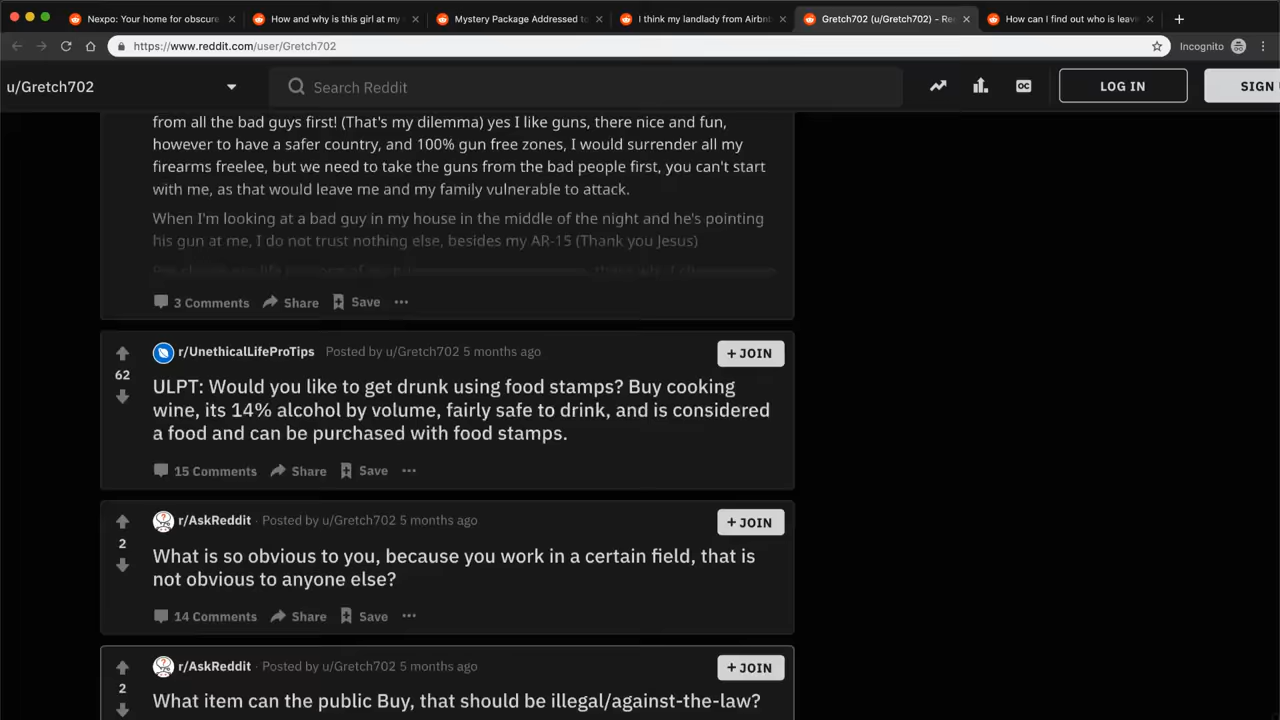 Nexpo: Your home for obscure
How and why is this girl at my
Mystery Package Addressed to
I think my landlady from Airbnb
Gretch702 (u/Gretch702) - Re
How can I find out who is leavi
https://www.reddit.com/user/Gretch702
Incognito
u/Gretch702
Search Reddit
OC
LOG IN
SIGN
from all the bad guys first! (That's my dilemma) yes I like guns, there nice and fun,
however to have a safer country, and 100% gun free zones, I would surrender all my
firearms freelee, but we need to take the guns from the bad people first, you can't start
with me, as that would leave me and my family vulnerable to attack.
When I'm looking at a bad guy in my house in the middle of the night and he's pointing
his gun at me, I do not trust nothing else, besides my AR-15 (Thank you Jesus)
3 Comments Share Save
r/UnethicalLifeProTips Posted by u/Gretch702 5 months ago
+ JOIN
62
ULPT: Would you like to get drunk using food stamps? Buy cooking
wine, its 14% alcohol by volume, fairly safe to drink, and is considered
a food and can be purchased with food stamps.
15 Comments Share Save
r/AskReddit · Posted by u/Gretch702 5 months ago
+ JOIN
2
What is so obvious to you, because you work in a certain field, that is
not obvious to anyone else?
14 Comments Share Save
r/AskReddit · Posted by u/Gretch702 5 months ago
+ JOIN
2
What item can the public Buy, that should be illegal/against-the-law?